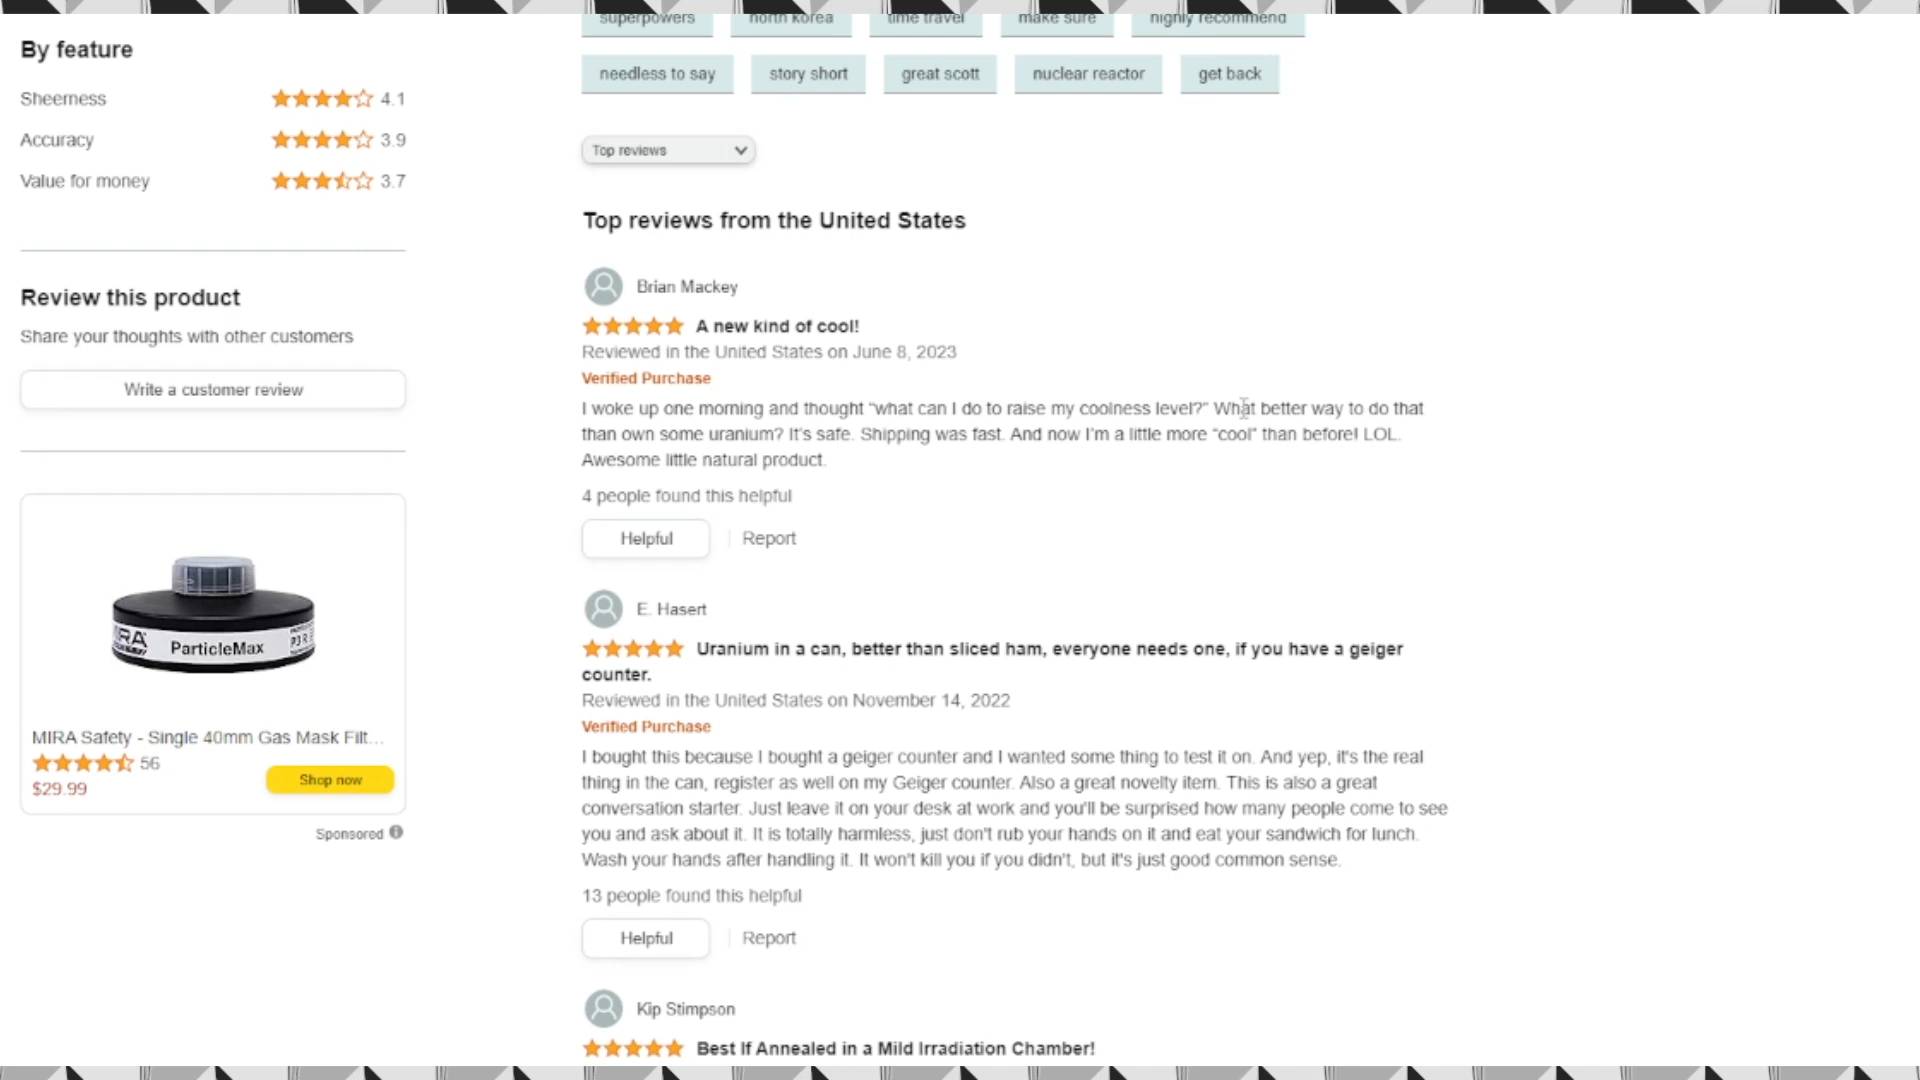 By feature
Sheerness 4.1
Accuracy 3.9
Value for money 3.7
Review this product
Share your thoughts with other customers
Write a customer review
ParticleMax
MIRA Safety - Single 40mm Gas Mask Filt...
56
$29.99
Shop now
Sponsored
superpowers north korea time travel make sure highly recommend
needless to say story short great scott nuclear reactor get back
Top reviews
Top reviews from the United States
Brian Mackey
A new kind of cool!
Reviewed in the United States on June 8, 2023
Verified Purchase
I woke up one morning and thought “what can I do to raise my coolness level?” What better way to do that
than own some uranium? It’s safe. Shipping was fast. And now I’m a little more “cool” than before! LOL.
Awesome little natural product.
4 people found this helpful
Helpful Report
E. Hasert
Uranium in a can, better than sliced ham, everyone needs one, if you have a geiger
counter.
Reviewed in the United States on November 14, 2022
Verified Purchase
I bought this because I bought a geiger counter and I wanted some thing to test it on. And yep, it's the real
thing in the can, register as well on my Geiger counter. Also a great novelty item. This is also a great
conversation starter. Just leave it on your desk at work and you'll be surprised how many people come to see
you and ask about it. It is totally harmless, just don't rub your hands on it and eat your sandwich for lunch.
Wash your hands after handling it. It won't kill you if you didn't, but it's just good common sense.
13 people found this helpful
Helpful Report
Kip Stimpson
Best If Annealed in a Mild Irradiation Chamber!